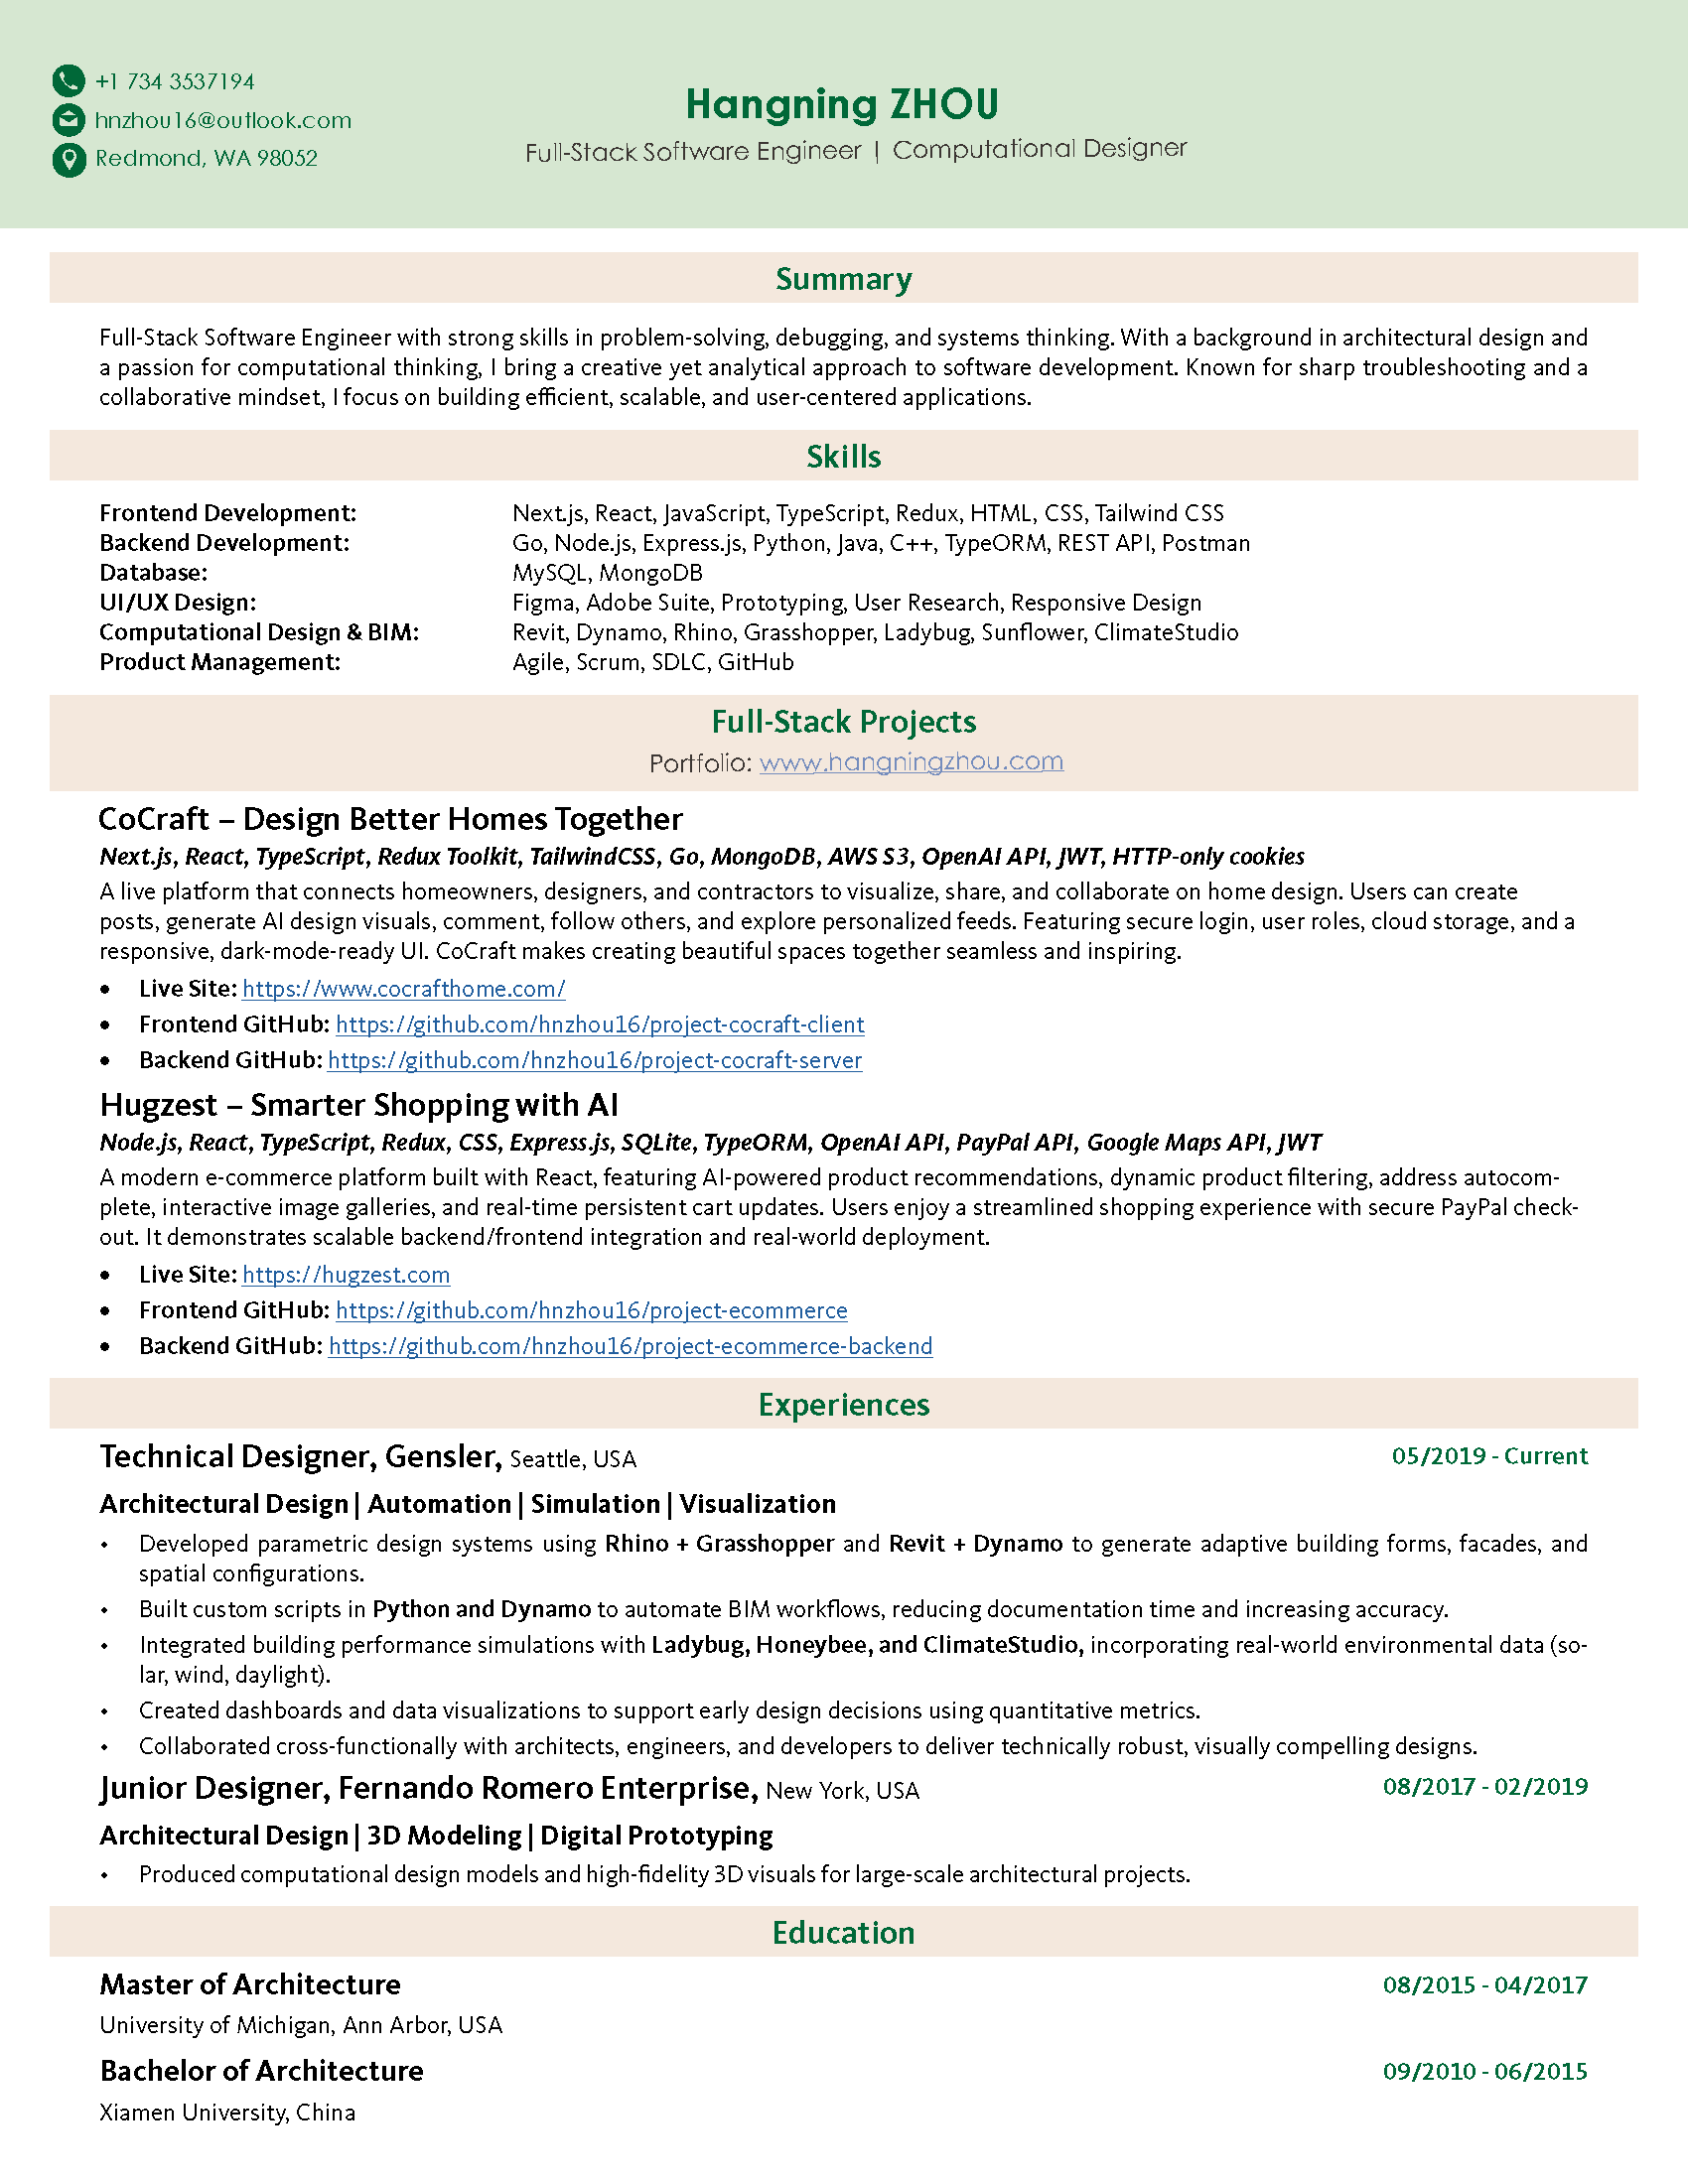 +1 734 3537194
hnzhou16@outlook.com
Redmond, WA 98052
Hangning ZHOU
Full-Stack Software Engineer | Computational Designer
Summary
Full-Stack Software Engineer with strong skills in problem-solving, debugging, and systems thinking. With a background in architectural design and
a passion for computational thinking, I bring a creative yet analytical approach to software development. Known for sharp troubleshooting and a
collaborative mindset, I focus on building efficient, scalable, and user-centered applications.
Skills
Frontend Development: Next.js, React, JavaScript, TypeScript, Redux, HTML, CSS, Tailwind CSS
Backend Development: Go, Node.js, Express.js, Python, Java, C++, TypeORM, REST API, Postman
Database: MySQL, MongoDB
UI/UX Design: Figma, Adobe Suite, Prototyping, User Research, Responsive Design
Computational Design & BIM: Revit, Dynamo, Rhino, Grasshopper, Ladybug, Sunflower, ClimateStudio
Product Management: Agile, Scrum, SDLC, GitHub
Full-Stack Projects
Portfolio: www.hangningzhou.com
CoCraft – Design Better Homes Together
Next.js, React, TypeScript, Redux Toolkit, TailwindCSS, Go, MongoDB, AWS S3, OpenAI API, JWT, HTTP-only cookies
A live platform that connects homeowners, designers, and contractors to visualize, share, and collaborate on home design. Users can create
posts, generate AI design visuals, comment, follow others, and explore personalized feeds. Featuring secure login, user roles, cloud storage, and a
responsive, dark-mode-ready UI. CoCraft makes creating beautiful spaces together seamless and inspiring.
• Live Site: https://www.cocrafthome.com/
• Frontend GitHub: https://github.com/hnzhou16/project-cocraft-client
• Backend GitHub: https://github.com/hnzhou16/project-cocraft-server
Hugzest – Smarter Shopping with AI
Node.js, React, TypeScript, Redux, CSS, Express.js, SQLite, TypeORM, OpenAI API, PayPal API, Google Maps API, JWT
A modern e-commerce platform built with React, featuring AI-powered product recommendations, dynamic product filtering, address autocom-
plete, interactive image galleries, and real-time persistent cart updates. Users enjoy a streamlined shopping experience with secure PayPal check-
out. It demonstrates scalable backend/frontend integration and real-world deployment.
• Live Site: https://hugzest.com
• Frontend GitHub: https://github.com/hnzhou16/project-ecommerce
• Backend GitHub: https://github.com/hnzhou16/project-ecommerce-backend
Experiences
Technical Designer, Gensler, Seattle, USA 05/2019 - Current
Architectural Design | Automation | Simulation | Visualization
• Developed parametric design systems using Rhino + Grasshopper and Revit + Dynamo to generate adaptive building forms, facades, and
spatial configurations.
• Built custom scripts in Python and Dynamo to automate BIM workflows, reducing documentation time and increasing accuracy.
• Integrated building performance simulations with Ladybug, Honeybee, and ClimateStudio, incorporating real-world environmental data (so-
lar, wind, daylight).
• Created dashboards and data visualizations to support early design decisions using quantitative metrics.
• Collaborated cross-functionally with architects, engineers, and developers to deliver technically robust, visually compelling designs.
Junior Designer, Fernando Romero Enterprise, New York, USA 08/2017 - 02/2019
Architectural Design | 3D Modeling | Digital Prototyping
• Produced computational design models and high-fidelity 3D visuals for large-scale architectural projects.
Education
Master of Architecture 08/2015 - 04/2017
University of Michigan, Ann Arbor, USA
Bachelor of Architecture 09/2010 - 06/2015
Xiamen University, China